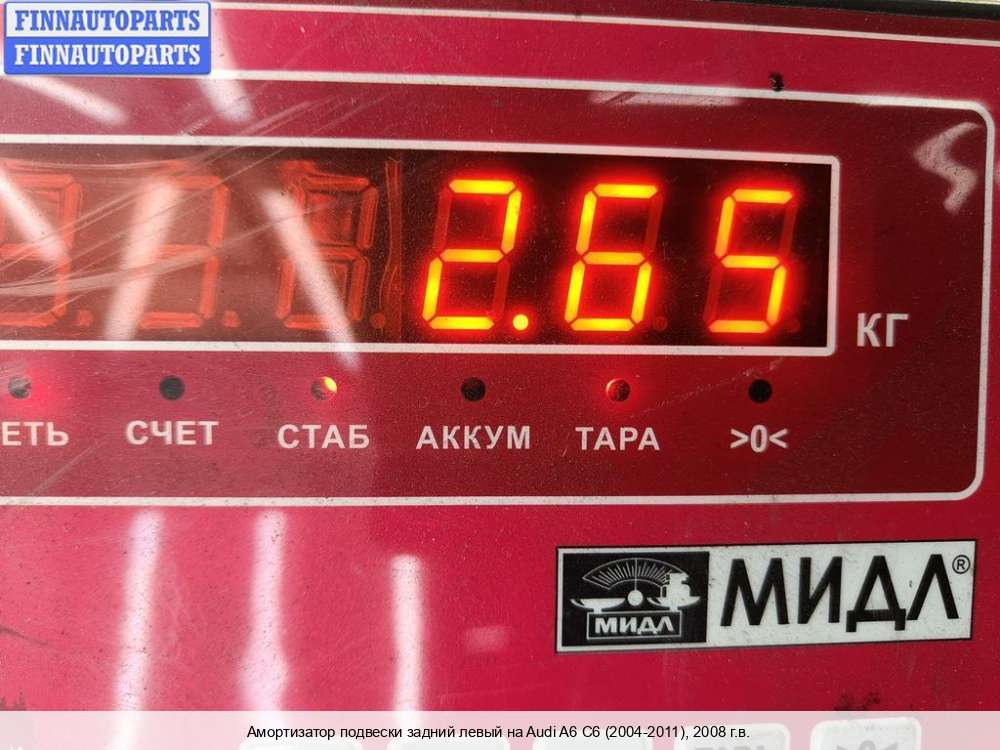 FINNAUTOPARTS
FINNAUTOPARTS
2.65
КГ
ЕТЬ СЧЕТ СТАБ АККУМ ТАРА >0<
МИДЛ МИДЛ®
Амортизатор подвески задний левый на Audi A6 C6 (2004-2011), 2008 г.в.